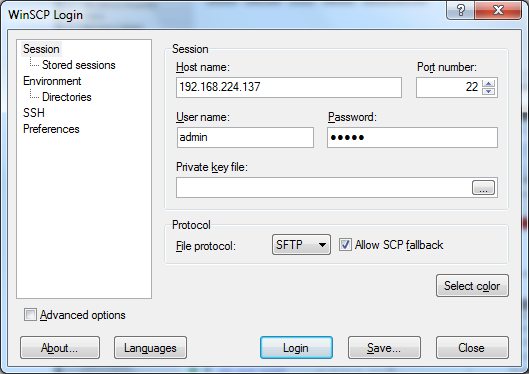 WinSCP Login
Session
Stored sessions
Environment
Directories
SSH
Preferences
Session
Host name:
Port number:
192.168.224.137
22
User name:
Password:
admin
●●●●●
Private key file:
...
Protocol
File protocol:
SFTP
Allow SCP fallback
Select color
Advanced options
About...
Languages
Login
Save...
Close